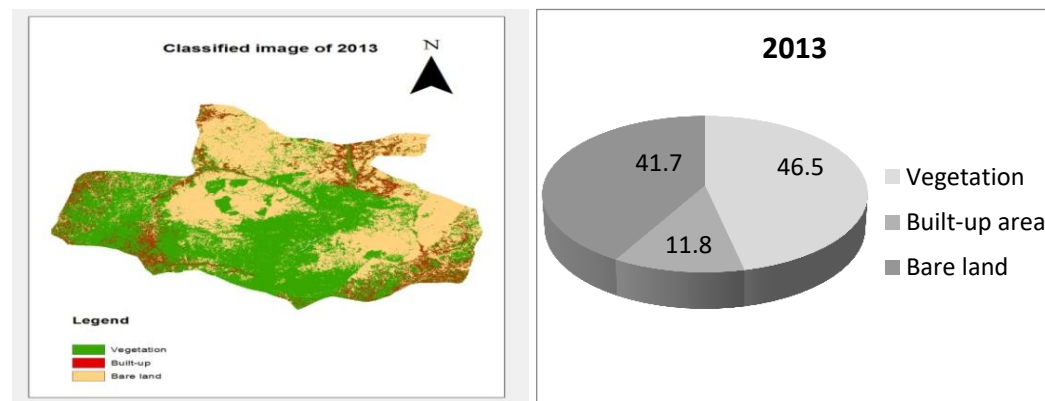 Classified image of 2013
N
Legend
Vegetation
Built-up
Bare land
2013
41.7
46.5
11.8
Vegetation
Built-up area
Bare land